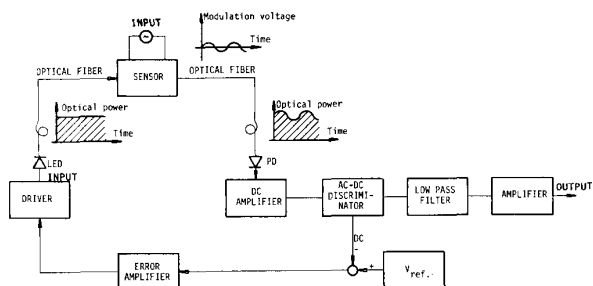 INPUT
Modulation voltage
Time
OPTICAL FIBER
SENSOR
OPTICAL FIBER
Optical power
Time
Optical power
Time
LED
INPUT
PD
DRIVER
DC
AMPLIFIER
AC-DC
DISCRIMI-
NATOR
LOW PASS
FILTER
AMPLIFIER
OUTPUT
DC
-
+
ERROR
AMPLIFIER
Vref.